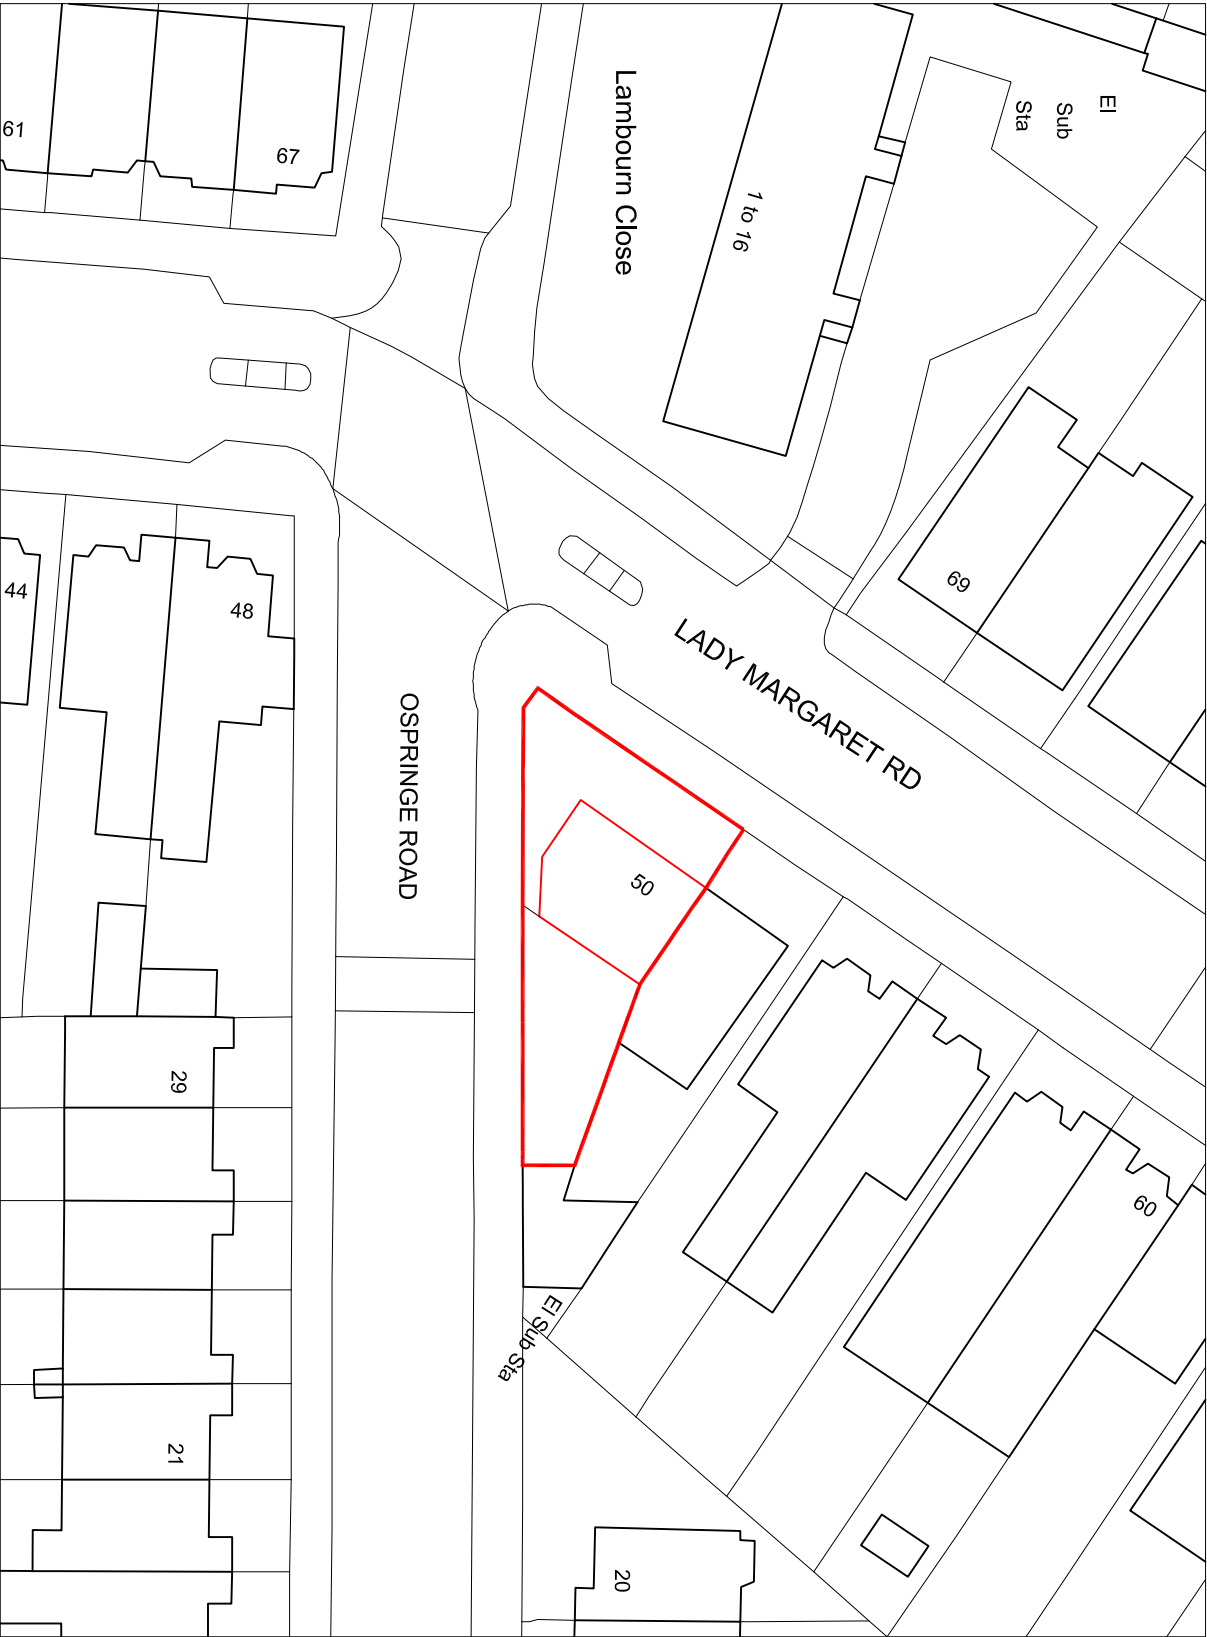 El
Sub
Sta
61
67
Lambourn Close
1 to 16
69
44
48
LADY MARGARET RD
OSPRINGE ROAD
50
29
60
El Sub Sta
21
20